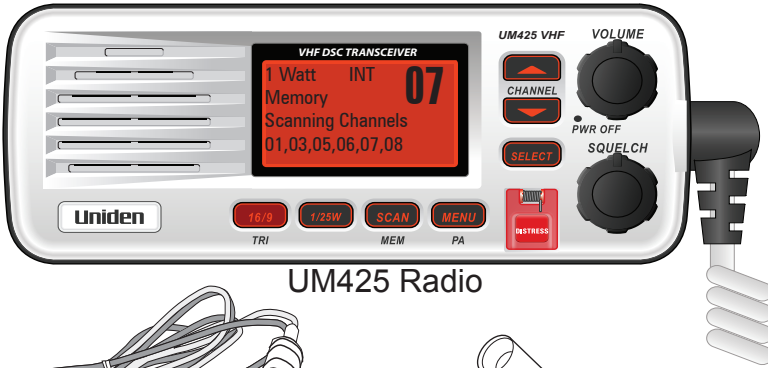 UM425 VHF
VOLUME
VHF DSC TRANSCEIVER
1 Watt INT 07
Memory
Scanning Channels
01,03,05,06,07,08
CHANNEL
PWR OFF
SQUELCH
SELECT
Uniden
16/9 1/25W SCAN MENU
TRI MEM PA
DISTRESS
UM425 Radio